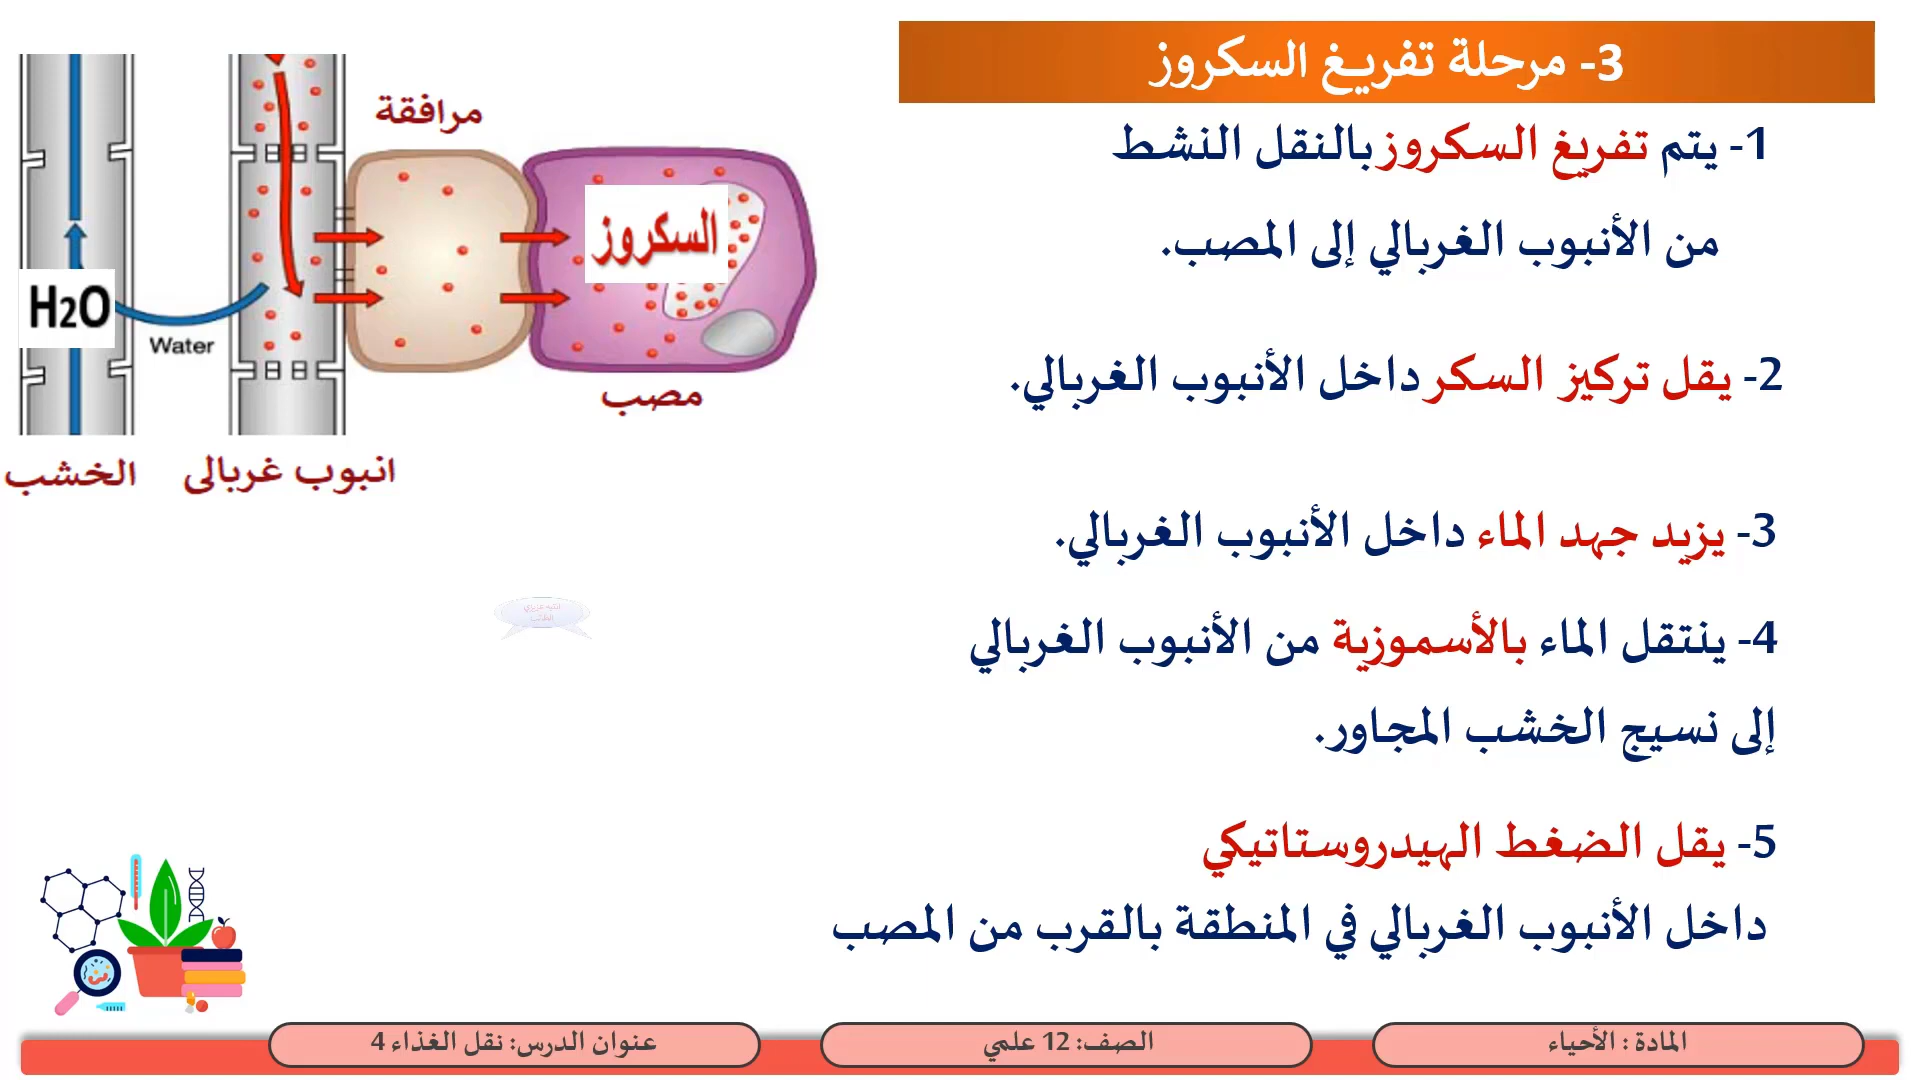 3- مرحلة تفريغ السكروز
1- يتم تفريغ السكروز بالنقل النشط
من الأنبوب الغربالي إلى المصب.
2- يقل تركيز السكر داخل الأنبوب الغربالي.
3- يزيد جهد الماء داخل الأنبوب الغربالي.
4- ينتقل الماء بالأسموزية من الأنبوب الغربالي
إلى نسيج الخشب المجاور.
5- يقل الضغط الهيدروستاتيكي
داخل الأنبوب الغربالي في المنطقة بالقرب من المصب
مرافقة
السكروز
H2O
Water
مصب
انبوب غربالى
الخشب
انتبه عزيزي
الطالب
المادة : الأحياء
الصف: 12 علمي
عنوان الدرس: نقل الغذاء 4